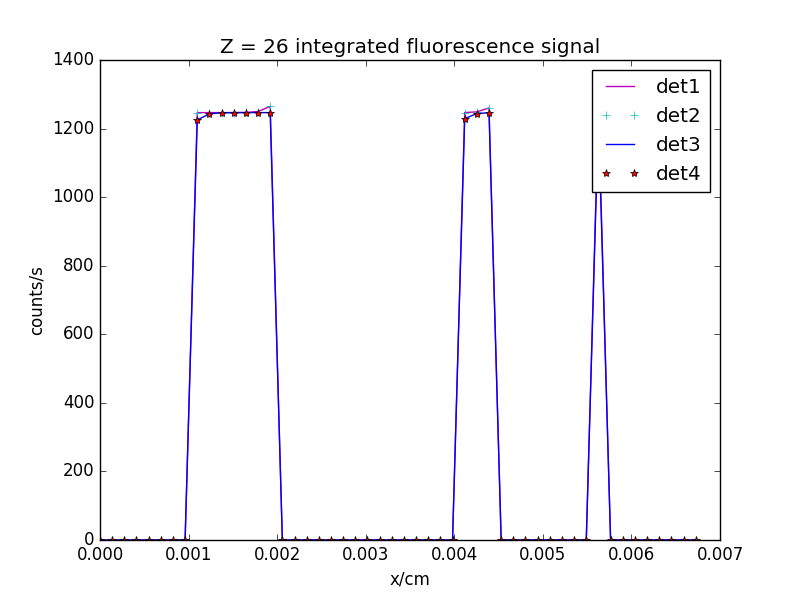 Z = 26 integrated fluorescence signal
1400
1200
1000
800
600
400
200
0
counts/s
det1
det2
det3
det4
0.000 0.001 0.002 0.003 0.004 0.005 0.006 0.007
x/cm